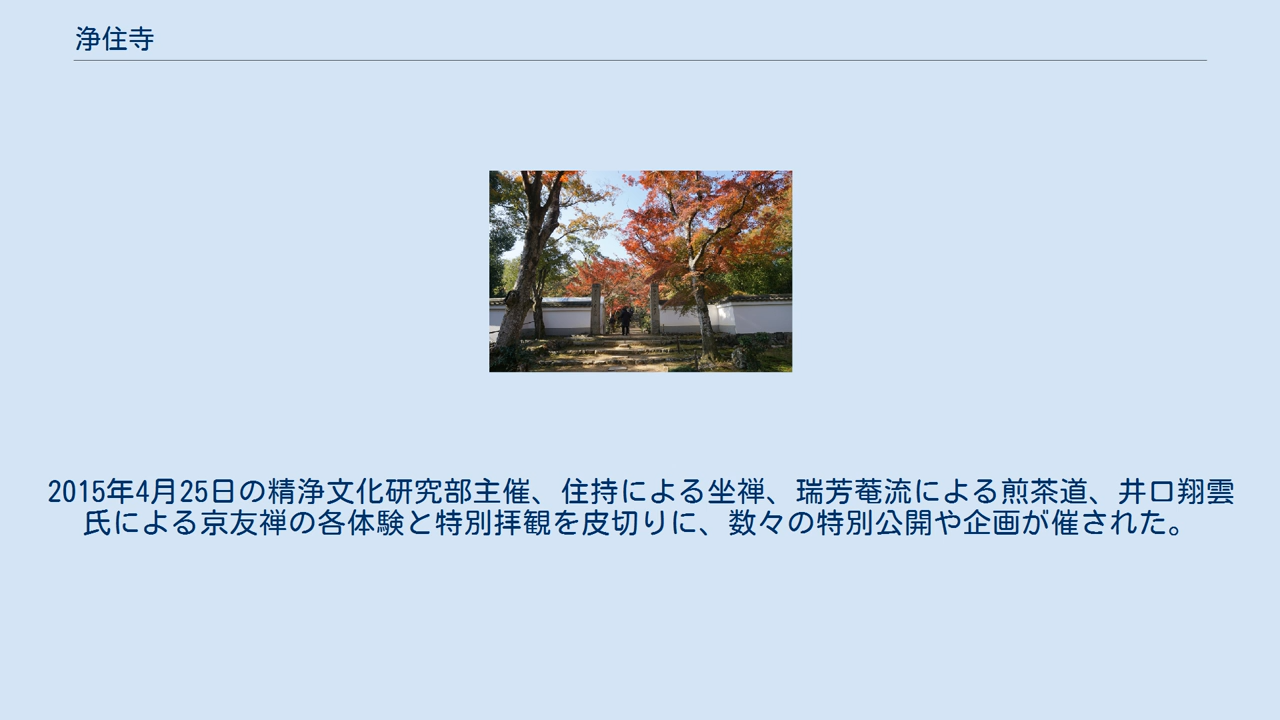 浄住寺
2015年4月25日の精浄文化研究部主催、住持による坐禅、瑞芳菴流による煎茶道、井口翔雲
氏による京友禅の各体験と特別拝観を皮切りに、数々の特別公開や企画が催された。